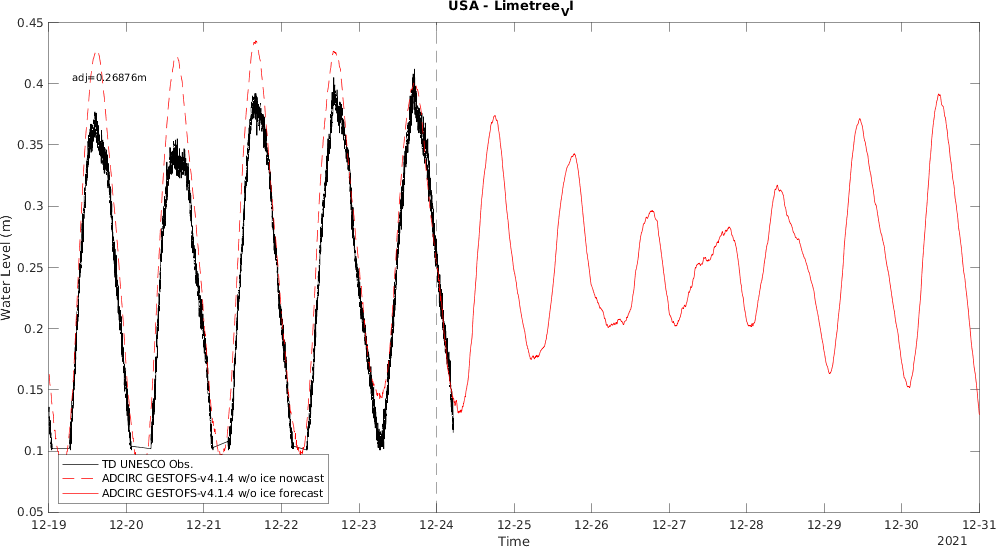 USA - LimetreeVI
0.45
0.4
0.35
0.3
0.25
0.2
0.15
0.1
0.05
Water Level (m)
adj=0.26876m
TD UNESCO Obs.
ADCIRC GESTOFS-v4.1.4 w/o ice nowcast
ADCIRC GESTOFS-v4.1.4 w/o ice forecast
12-19 12-20 12-21 12-22 12-23 12-24 12-25 12-26 12-27 12-28 12-29 12-30 12-31
Time
2021